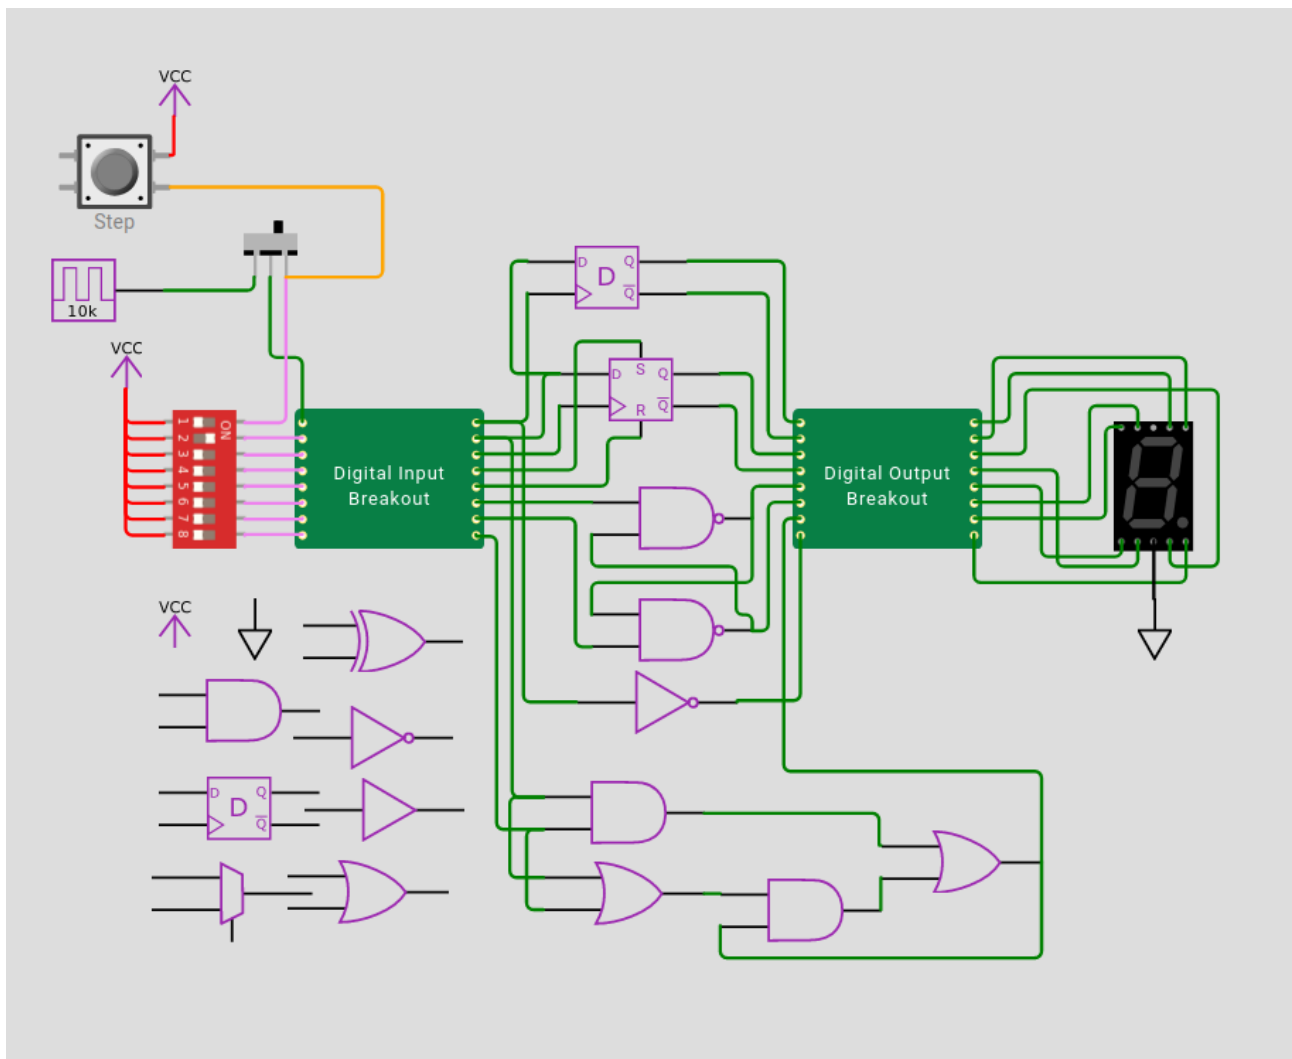 VCC
Step
10k
VCC
1
2
3
4
5
6
7
8
ON
Digital Input
Breakout
D
D
Q
Q
D
S
Q
R
Q
Digital Output
Breakout
VCC
D
D
Q
Q